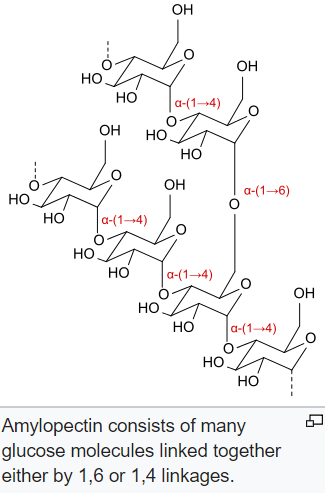 OH
O
O
HO
HO
α-(1→4)
OH
O
O
HO
HO
OH
α-(1→6)
O
O
O
HO
HO
α-(1→4)
OH
O
O
HO
HO
α-(1→4)
O
O
HO
HO
OH
α-(1→4)
O
O
HO
HO
Amylopectin consists of many
glucose molecules linked together
either by 1,6 or 1,4 linkages.